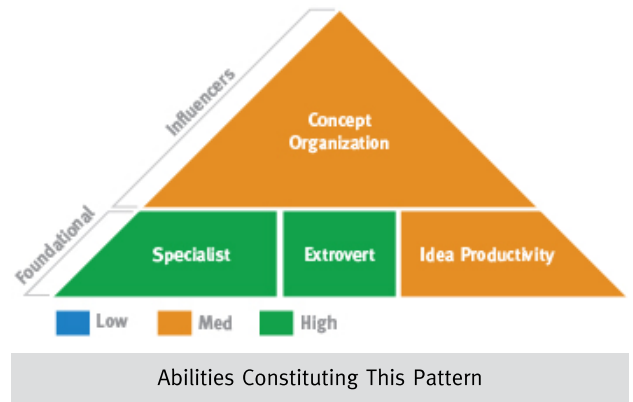 Influencers
Concept
Organization
Foundational
Specialist
Extrovert
Idea Productivity
Low
Med
High
Abilities Constituting This Pattern